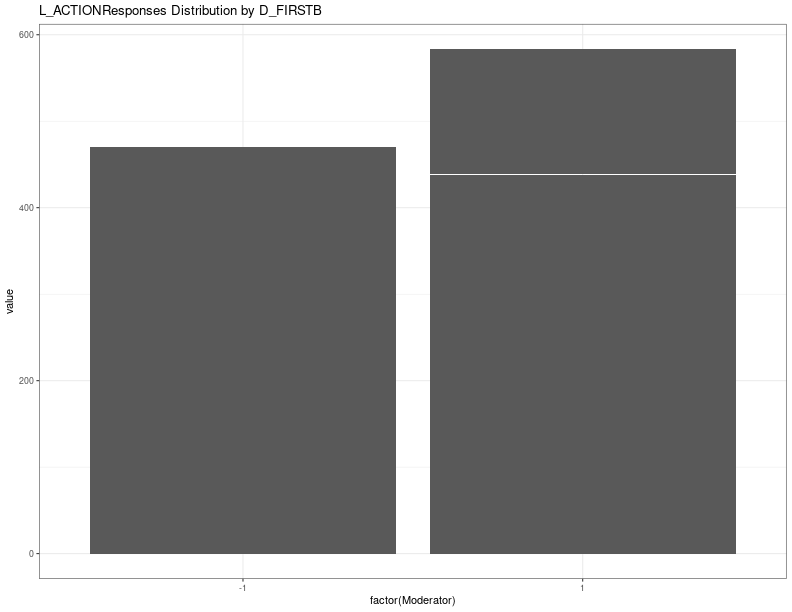 L_ACTIONResponses Distribution by D_FIRSTB
600
400
200
0
value
-1
1
factor(Moderator)